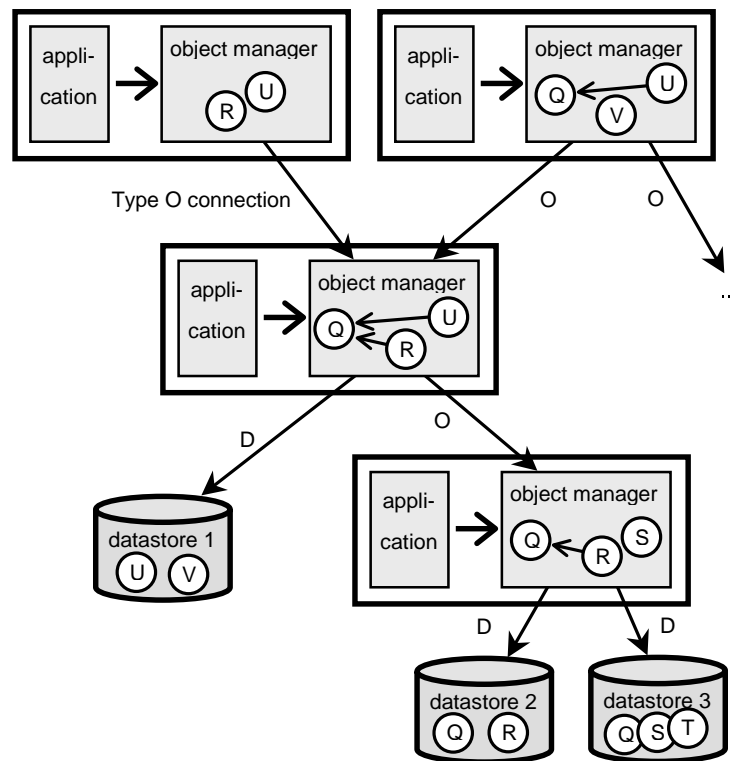 appli-
cation
object manager
R
U
appli-
cation
object manager
Q
U
V
Type O connection
O
O
...
appli-
cation
object manager
Q
U
R
D
O
appli-
cation
object manager
Q
R
S
datastore 1
U
V
D
D
datastore 2
Q
R
datastore 3
Q
S
T